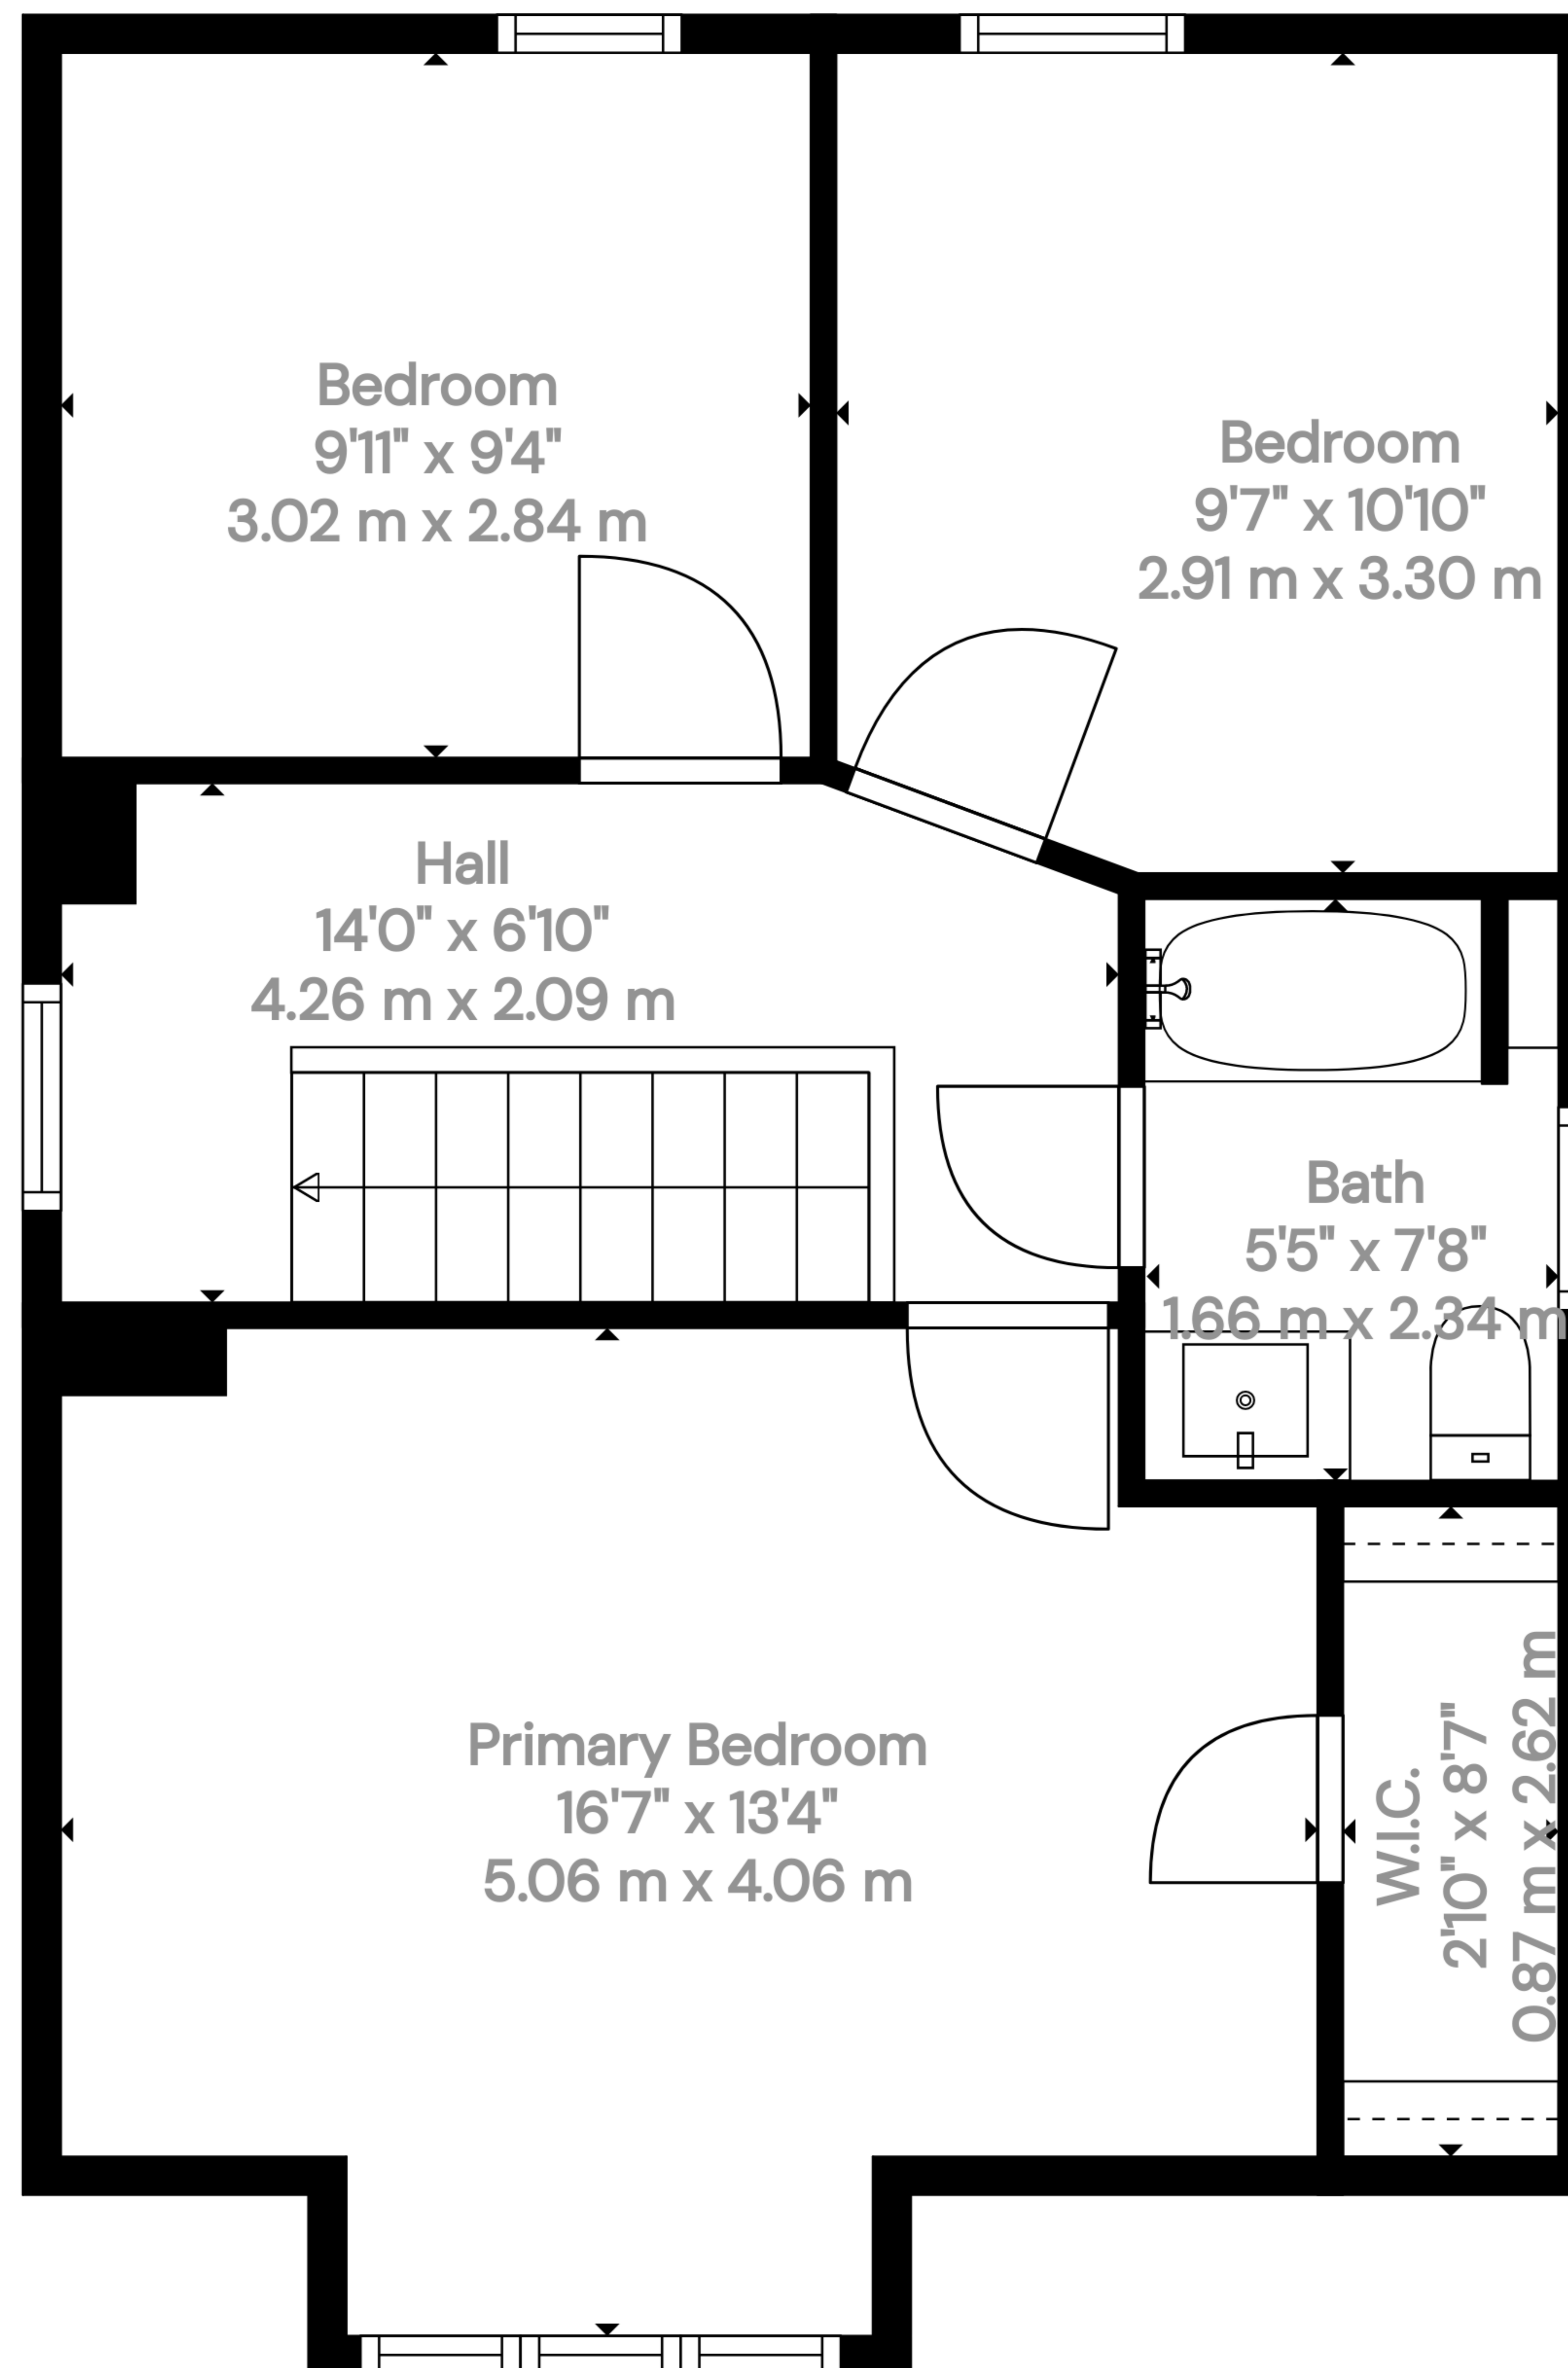 Bedroom
9'11" x 9'4"
3.02 m x 2.84 m
Bedroom
9'7" x 10'10"
2.91 m x 3.30 m
Hall
14'0" x 6'10"
4.26 m x 2.09 m
Bath
5'5" x 7'8"
1.66 m x 2.34 m
Primary Bedroom
16'7" x 13'4"
5.06 m x 4.06 m
W.I.C.
2'10" x 8'7"
0.87 m x 2.62 m